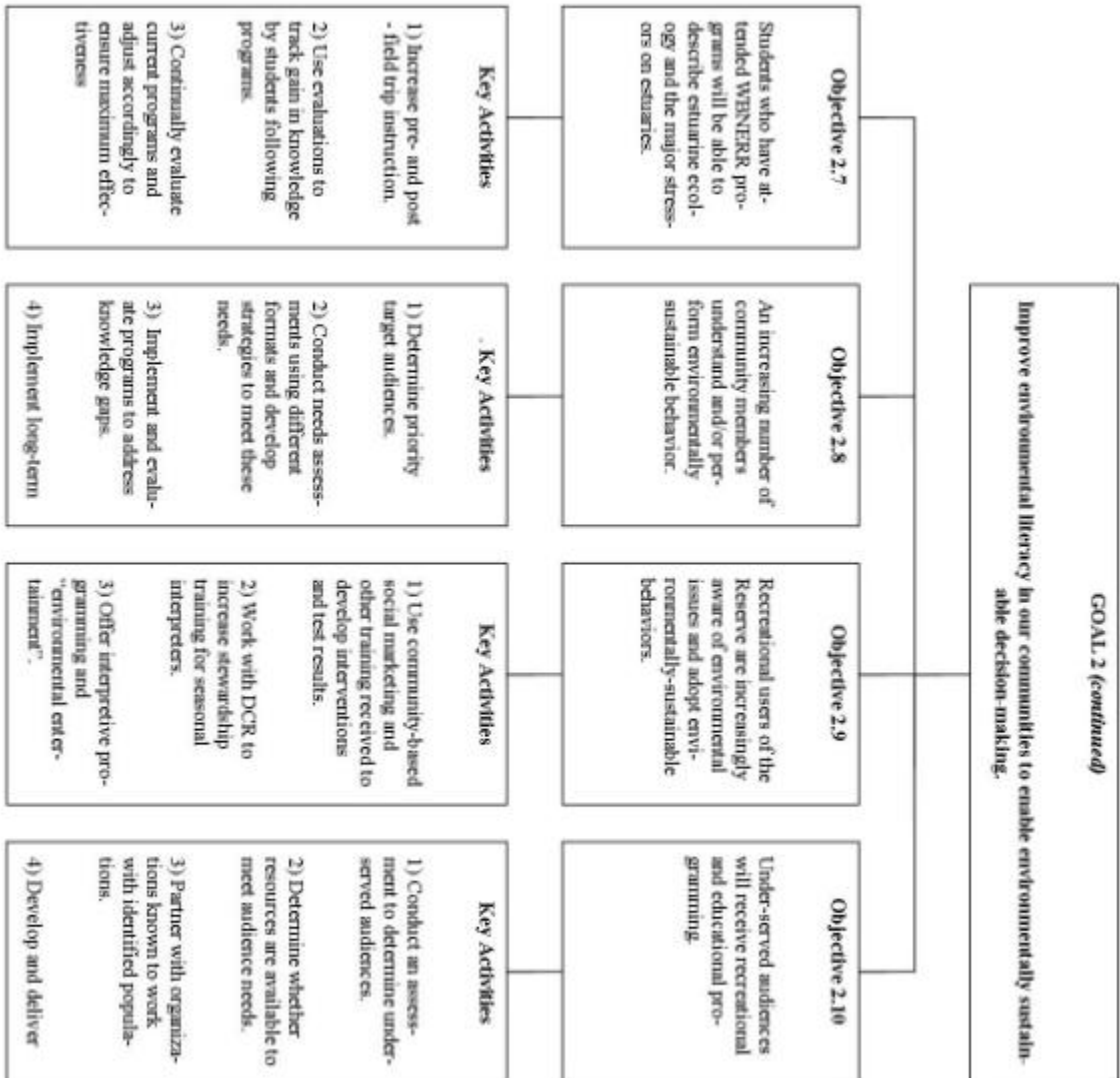 GOAL 2 (continued)
Improve environmental literacy in our communities to enable environmentally sustain-
able decision-making.
Objective 2.7
Students who have at-
tended WBNERR pro-
grams will be able to
describe estuarine ecol-
ogy and the major stress-
ors on estuaries.
Key Activities
1) Increase pre- and post
- field trip instruction.
2) Use evaluations to
track gain in knowledge
by students following
programs.
3) Continually evaluate
current programs and
adjust accordingly to
ensure maximum effec-
tiveness
Objective 2.8
An increasing number of
community members
understand and/or per-
form environmentally
sustainable behavior.
. Key Activities
1) Determine priority
target audiences.
2) Conduct needs assess-
ments using different
formats and develop
strategies to meet these
needs.
3) Implement and evalu-
ate programs to address
knowledge gaps.
4) Implement long-term
Objective 2.9
Recreational users of the
Reserve are increasingly
aware of environmental
issues and adopt envi-
ronmentally-sustainable
behaviors.
Key Activities
1) Use community-based
social marketing and
other training received to
develop interventions
and test results.
2) Work with DCR to
increase stewardship
training for seasonal
interpreters.
3) Offer interpretive pro-
gramming and
"environmental enter-
tainment".
Objective 2.10
Under-served audiences
will receive recreational
and educational pro-
gramming.
Key Activities
1) Conduct an assess-
ment to determine under-
served audiences.
2) Determine whether
resources are available to
meet audience needs.
3) Partner with organiza-
tions known to work
with identified popula-
tions.
4) Develop and deliver